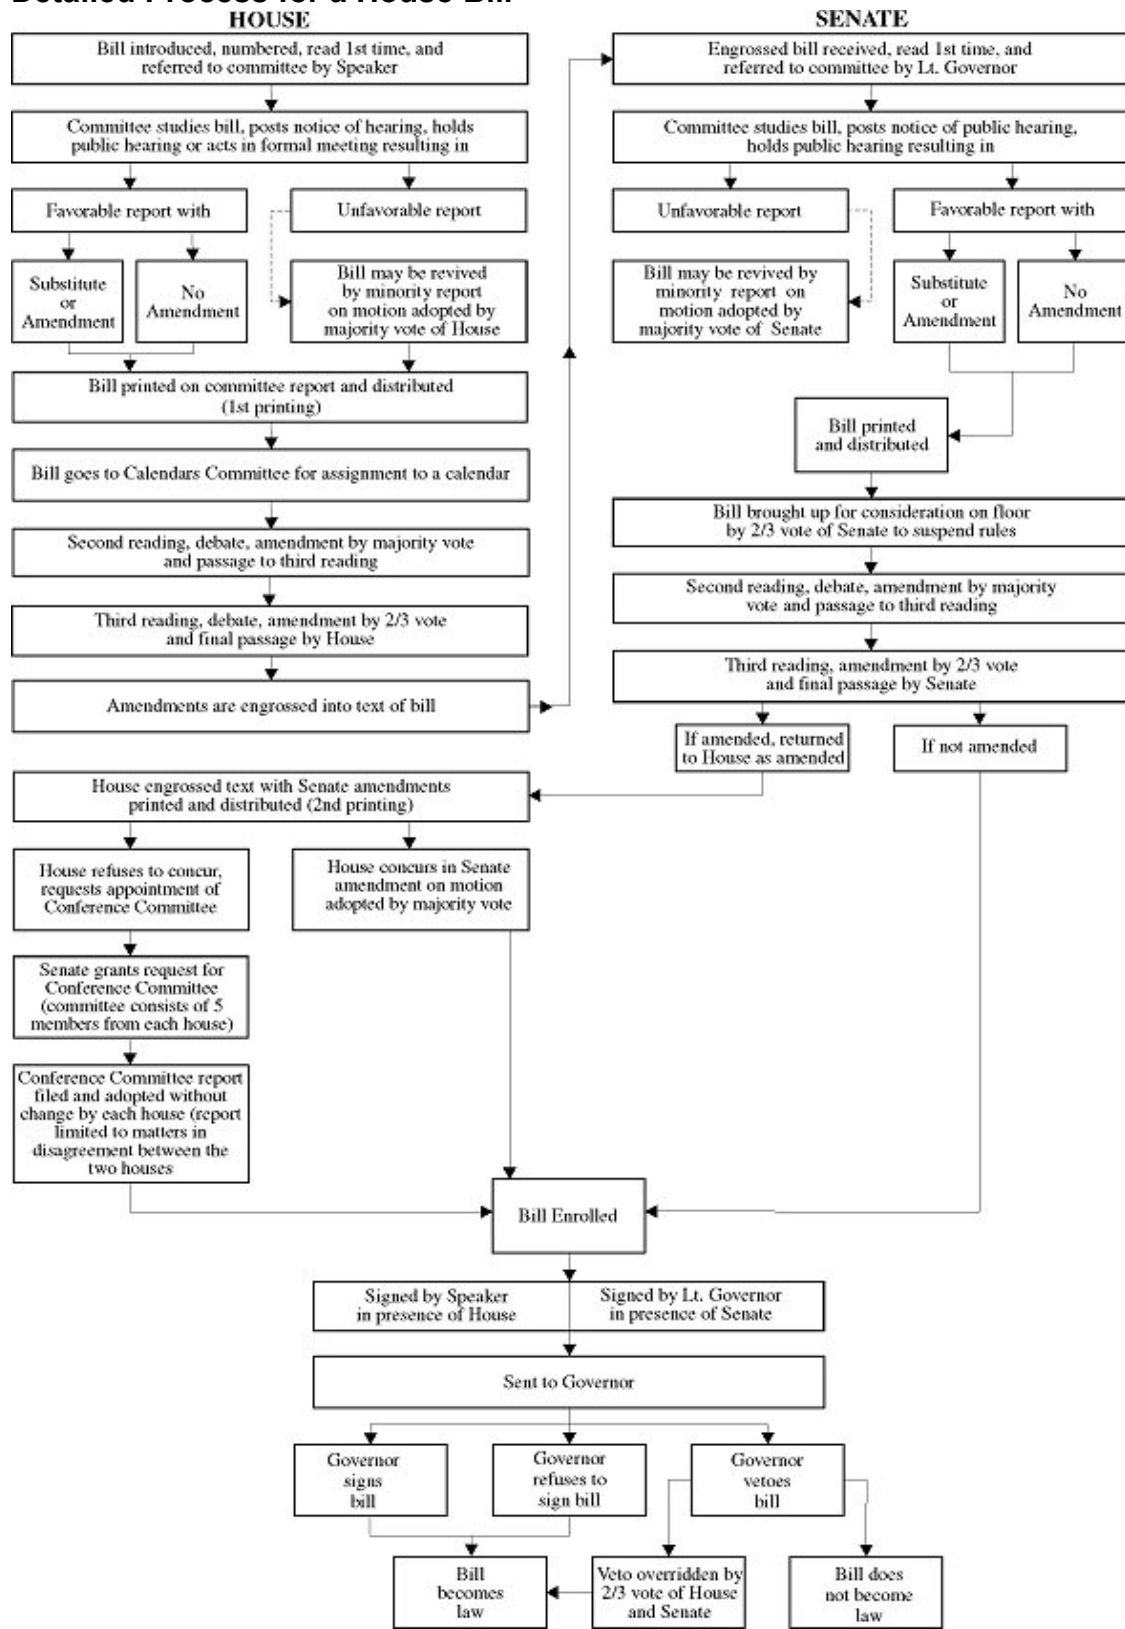 Detailed Process for a House Bill
HOUSE
Bill introduced, numbered, read 1st time, and
referred to committee by Speaker
Committee studies bill, posts notice of hearing, holds
public hearing or acts in formal meeting resulting in
Favorable report with
Unfavorable report
Substitute
or
Amendment
No
Amendment
Bill may be revived
by minority report
on motion adopted by
majority vote of House
Bill printed on committee report and distributed
(1st printing)
Bill goes to Calendars Committee for assignment to a calendar
Second reading, debate, amendment by majority vote
and passage to third reading
Third reading, debate, amendment by 2/3 vote
and final passage by House
Amendments are engrossed into text of bill
SENATE
Engrossed bill received, read 1st time, and
referred to committee by Lt. Governor
Committee studies bill, posts notice of public hearing,
holds public hearing resulting in
Unfavorable report
Favorable report with
Bill may be revived by
minority report on
motion adopted by
majority vote of Senate
Substitute
or
Amendment
No
Amendment
Bill printed
and distributed
Bill brought up for consideration on floor
by 2/3 vote of Senate to suspend rules
Second reading, debate, amendment by majority
vote and passage to third reading
Third reading, amendment by 2/3 vote
and final passage by Senate
If amended, returned
to House as amended
If not amended
House engrossed text with Senate amendments
printed and distributed (2nd printing)
House refuses to concur,
requests appointment of
Conference Committee
House concurs in Senate
amendment on motion
adopted by majority vote
Senate grants request for
Conference Committee
(committee consists of 5
members from each house)
Conference Committee report
filed and adopted without
change by each house (report
limited to matters in
disagreement between the
two houses
Bill Enrolled
Signed by Speaker
in presence of House
Signed by Lt. Governor
in presence of Senate
Sent to Governor
Governor
signs
bill
Governor
refuses to
sign bill
Governor
vetoes
bill
Bill
becomes
law
Veto overridden by
2/3 vote of House
and Senate
Bill does
not become
law